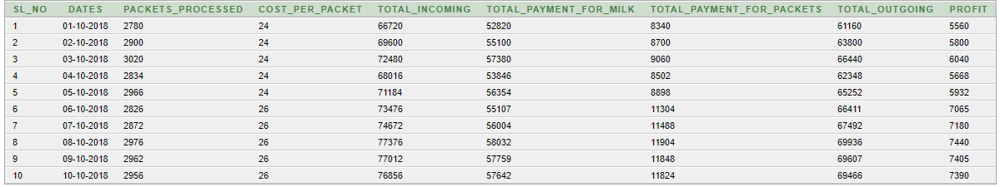 SL_NO DATES PACKETS_PROCESSED COST_PER_PACKET TOTAL_INCOMING TOTAL_PAYMENT_FOR_MILK TOTAL_PAYMENT_FOR_PACKETS TOTAL_OUTGOING PROFIT
1 01-10-2018 2780 24 66720 52820 8340 61160 5560
2 02-10-2018 2900 24 69600 55100 8700 63800 5800
3 03-10-2018 3020 24 72480 57380 9060 66440 6040
4 04-10-2018 2834 24 68016 53846 8502 62348 5668
5 05-10-2018 2966 24 71184 56354 8898 65252 5932
6 06-10-2018 2826 26 73476 55107 11304 66411 7065
7 07-10-2018 2872 26 74672 56004 11488 67492 7180
8 08-10-2018 2976 26 77376 58032 11904 69936 7440
9 09-10-2018 2962 26 77012 57759 11848 69607 7405
10 10-10-2018 2956 26 76856 57642 11824 69466 7390